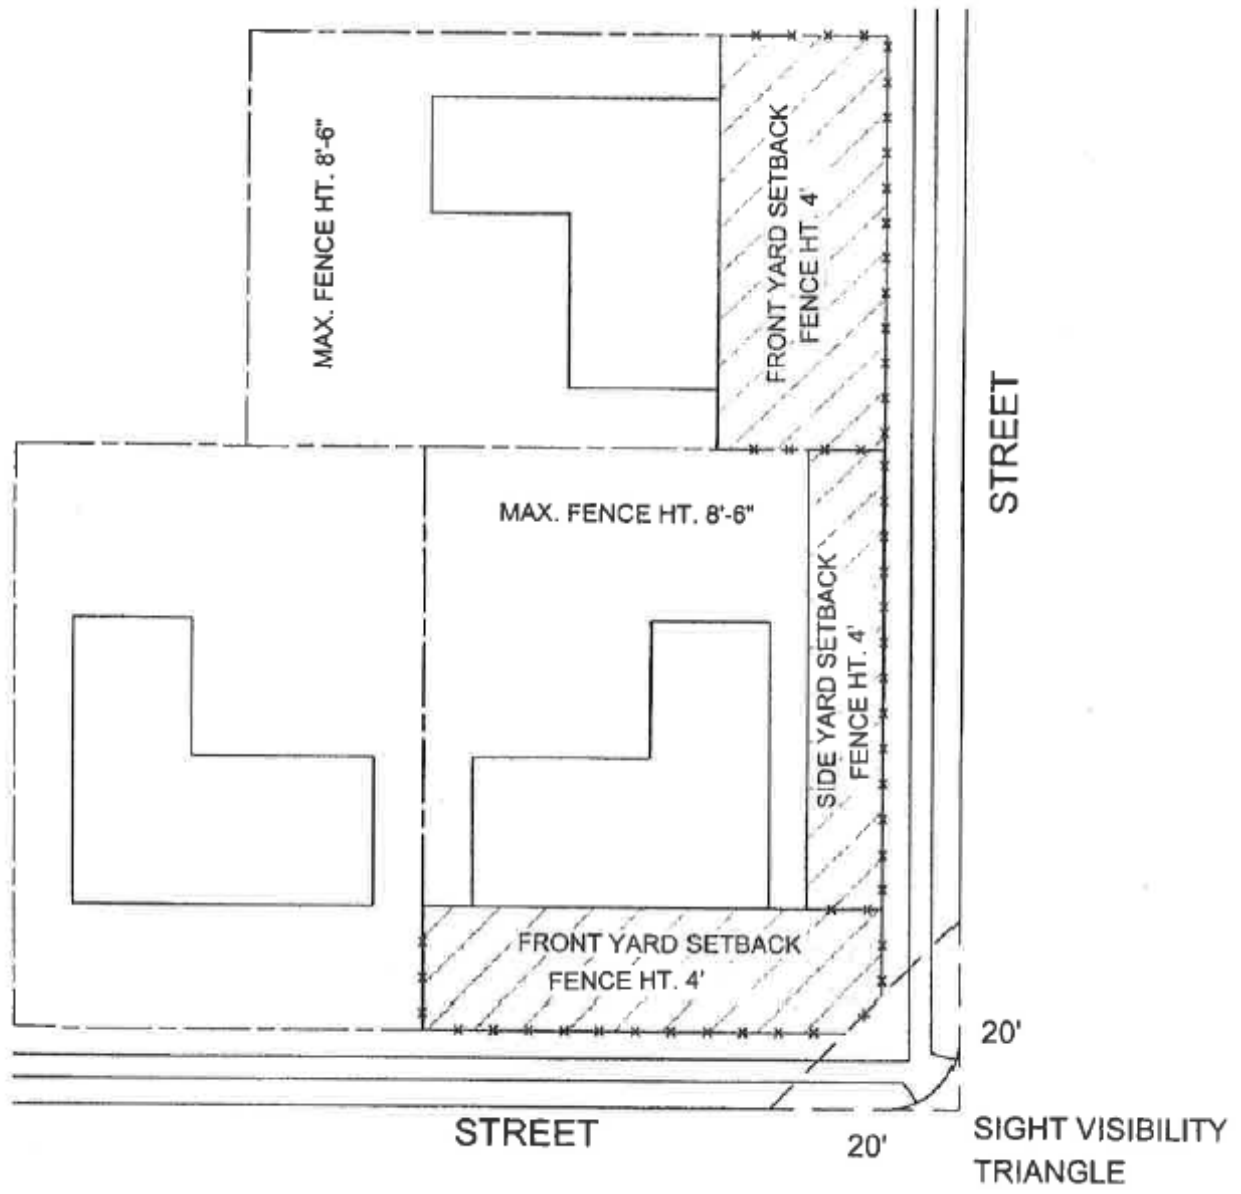 MAX. FENCE HT. 8'-6"
FRONT YARD SETBACK
FENCE HT. 4'
STREET
MAX. FENCE HT. 8'-6"
SIDE YARD SETBACK
FENCE HT. 4'
FRONT YARD SETBACK
FENCE HT. 4'
20'
STREET
20'
SIGHT VISIBILITY
TRIANGLE